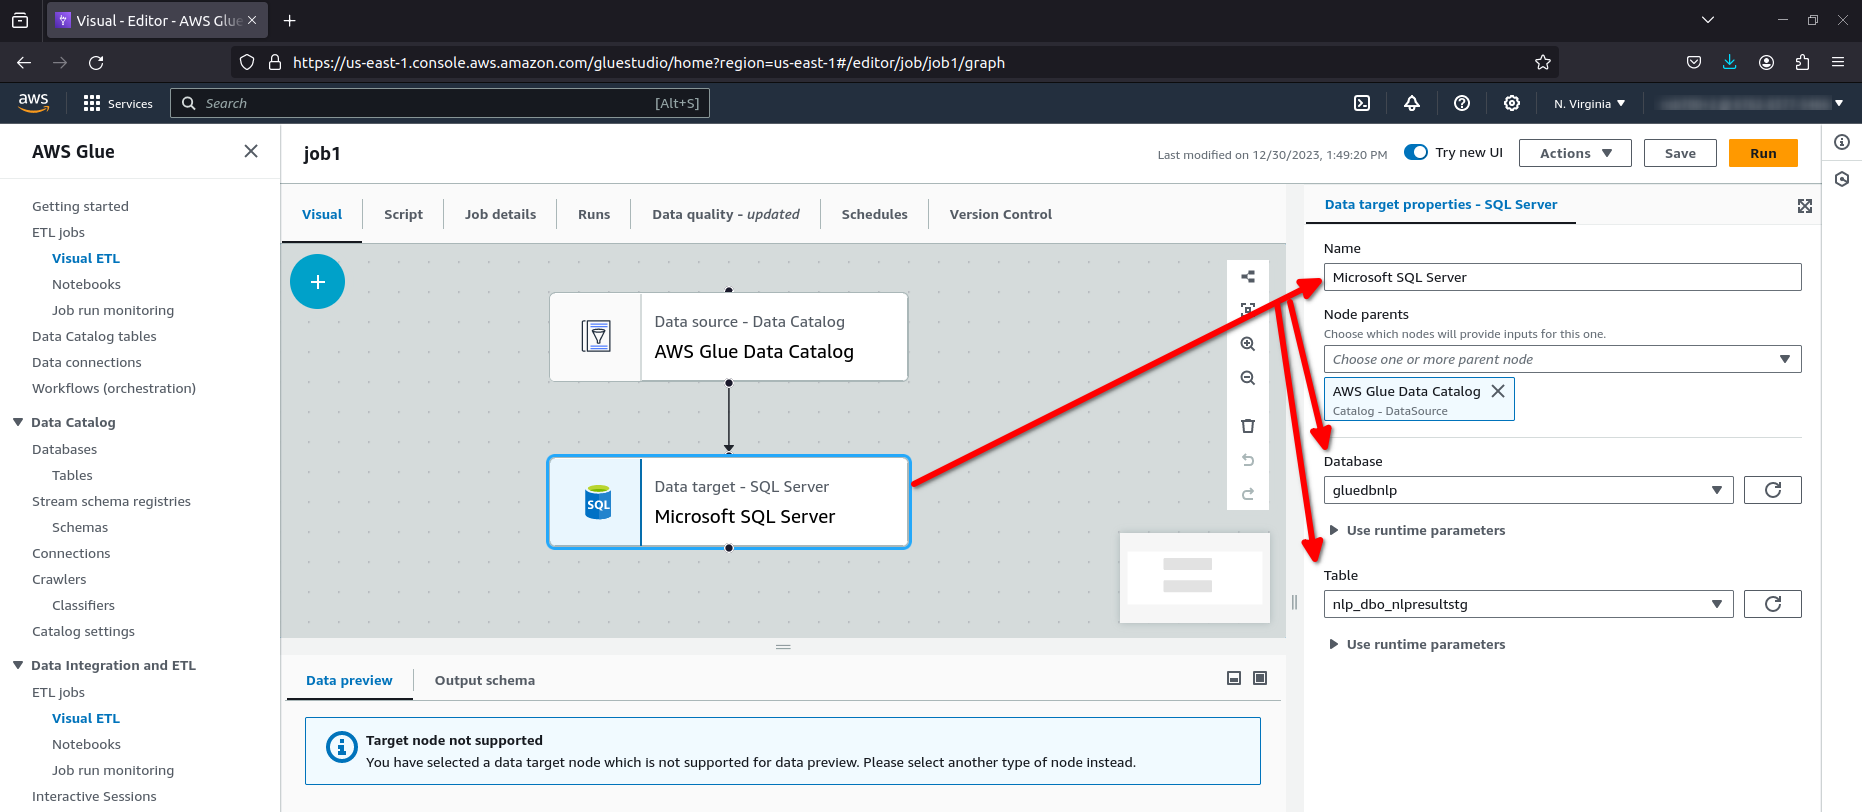 Visual - Editor - AWS Glue
https://us-east-1.console.aws.amazon.com/gluestudio/home?region=us-east-1#/editor/job/job1/graph
aws
Services
Search
[Alt+S]
N. Virginia
AWS Glue
Getting started
ETL jobs
Visual ETL
Notebooks
Job run monitoring
Data Catalog tables
Data connections
Workflows (orchestration)
Data Catalog
Databases
Tables
Stream schema registries
Schemas
Connections
Crawlers
Classifiers
Catalog settings
Data Integration and ETL
ETL jobs
Visual ETL
Notebooks
Job run monitoring
Interactive Sessions
job1
Last modified on 12/30/2023, 1:49:20 PM
Try new UI
Actions
Save
Run
Visual
Script
Job details
Runs
Data quality - updated
Schedules
Version Control
Data source - Data Catalog
AWS Glue Data Catalog
SQL
Data target - SQL Server
Microsoft SQL Server
Data preview
Output schema
Target node not supported
You have selected a data target node which is not supported for data preview. Please select another type of node instead.
Data target properties - SQL Server
Name
Microsoft SQL Server
Node parents
Choose which nodes will provide inputs for this one.
Choose one or more parent node
AWS Glue Data Catalog
Catalog - DataSource
Database
gluedbnlp
Use runtime parameters
Table
nlp_dbo_nlpresultstg
Use runtime parameters